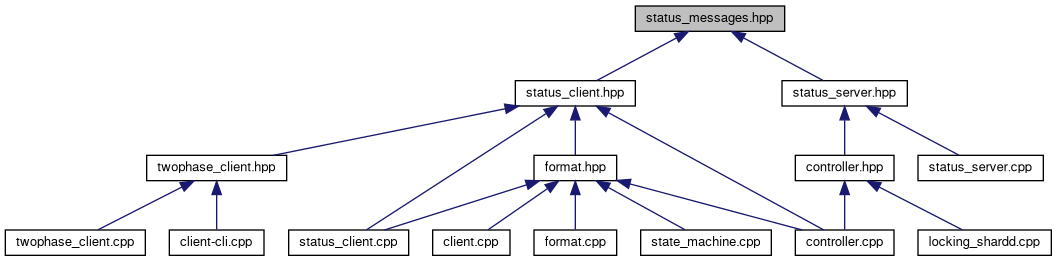 status_messages.hpp
status_client.hpp
status_server.hpp
twophase_client.hpp
format.hpp
controller.hpp
status_server.cpp
twophase_client.cpp
client-cli.cpp
status_client.cpp
client.cpp
format.cpp
state_machine.cpp
controller.cpp
locking_shardd.cpp